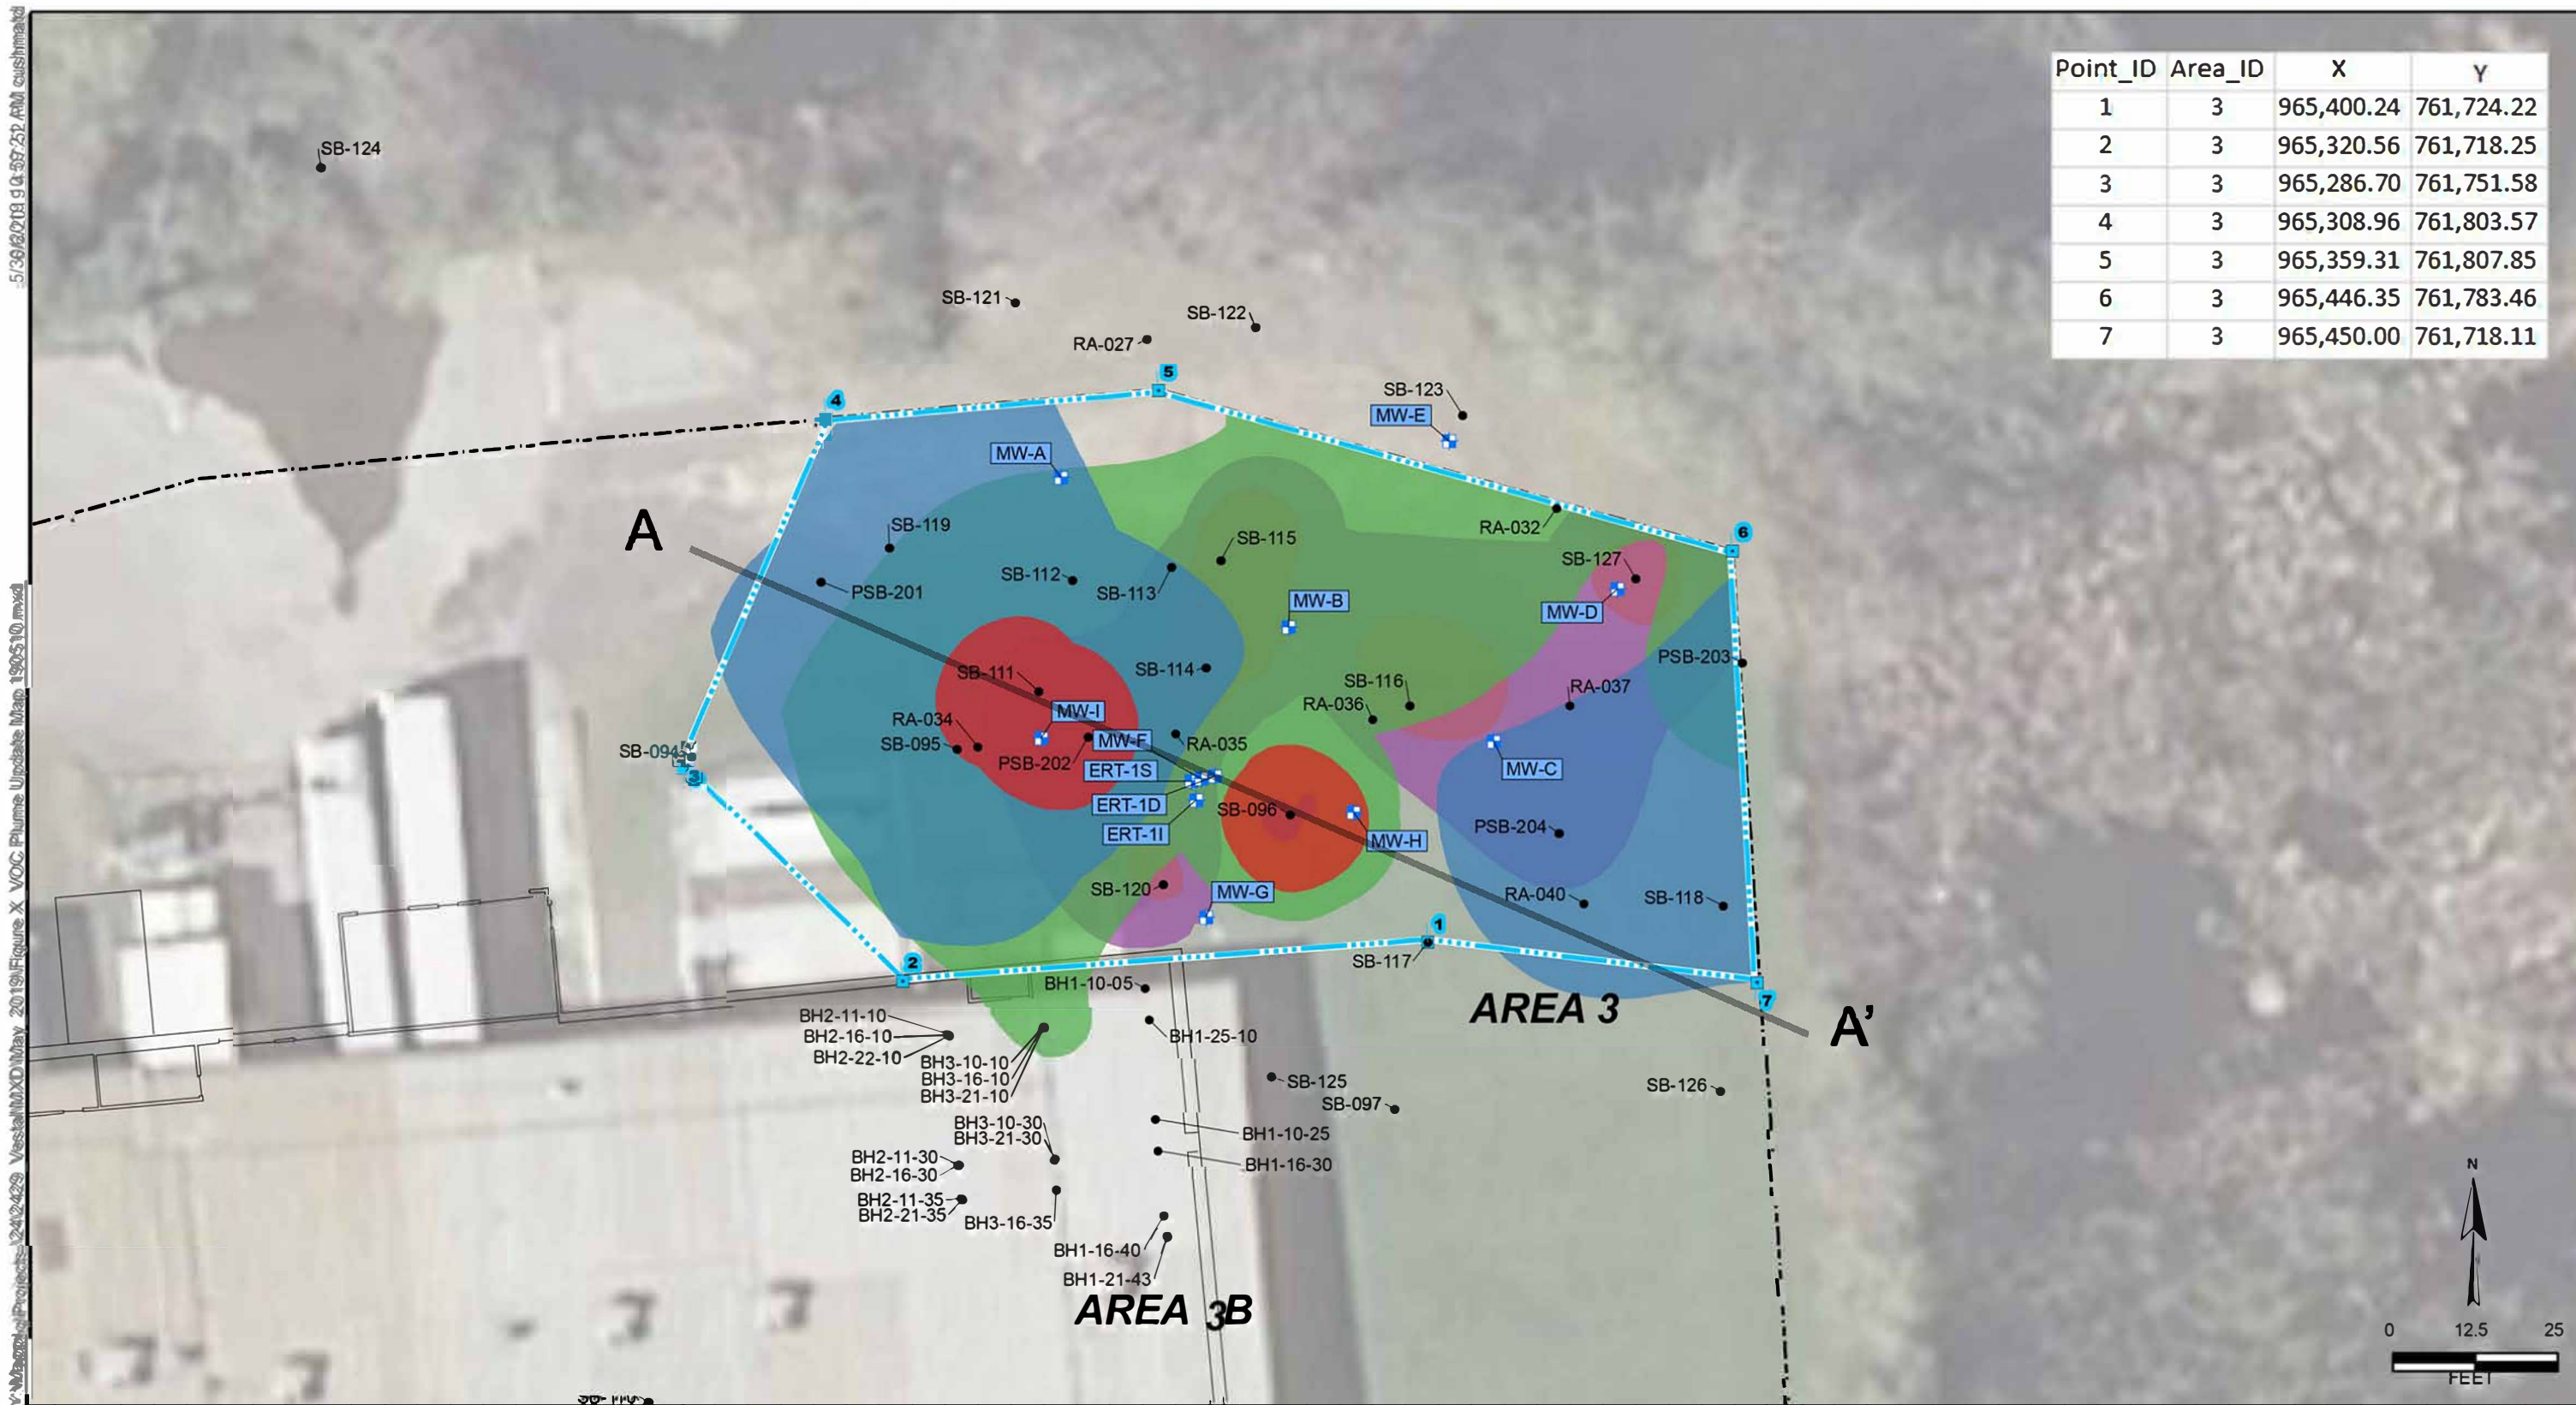 Point_ID Area_ID X Y
1 3 965,400.24 761,724.22
2 3 965,320.56 761,718.25
3 3 965,286.70 761,751.58
4 3 965,308.96 761,803.57
5 3 965,359.31 761,807.85
6 3 965,446.35 761,783.46
7 3 965,450.00 761,718.11
SB-124
SB-121
SB-122
RA-027
5
SB-123
4
MW-E
MW-A
SB-119
A
RA-032
6
SB-115
SB-127
SB-112
SB-113
PSB-201
MW-B
MW-D
PSB-203
SB-114
SB-111
SB-116
RA-037
RA-036
MW-I
RA-034
MW-F
SB-095
RA-035
SB-094
PSB-202
ERT-1S
MW-C
3
ERT-1D
SB-096
ERT-1I
PSB-204
MW-H
SB-120
MW-G
RA-040
SB-118
1
2
SB-117
BH1-10-05
7
AREA 3
A'
BH2-11-10
BH2-16-10
BH2-22-10
BH1-25-10
BH3-10-10
BH3-16-10
BH3-21-10
SB-125
SB-126
SB-097
BH3-10-30
BH3-21-30
BH1-10-25
BH2-11-30
BH2-16-30
BH1-16-30
BH2-11-35
BH2-21-35
BH3-16-35
BH1-16-40
BH1-21-43
AREA 3B
N
0 12.5 25
FEET